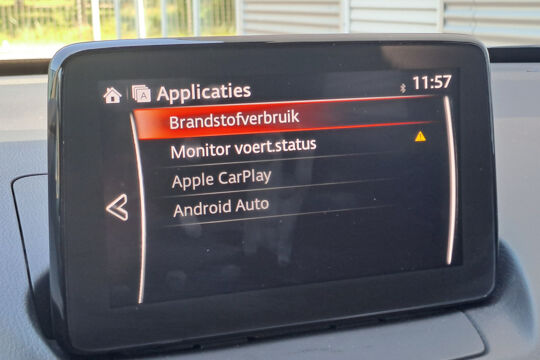 Applicaties
11:57
Brandstofverbruik
Monitor voert.status
Apple CarPlay
Android Auto